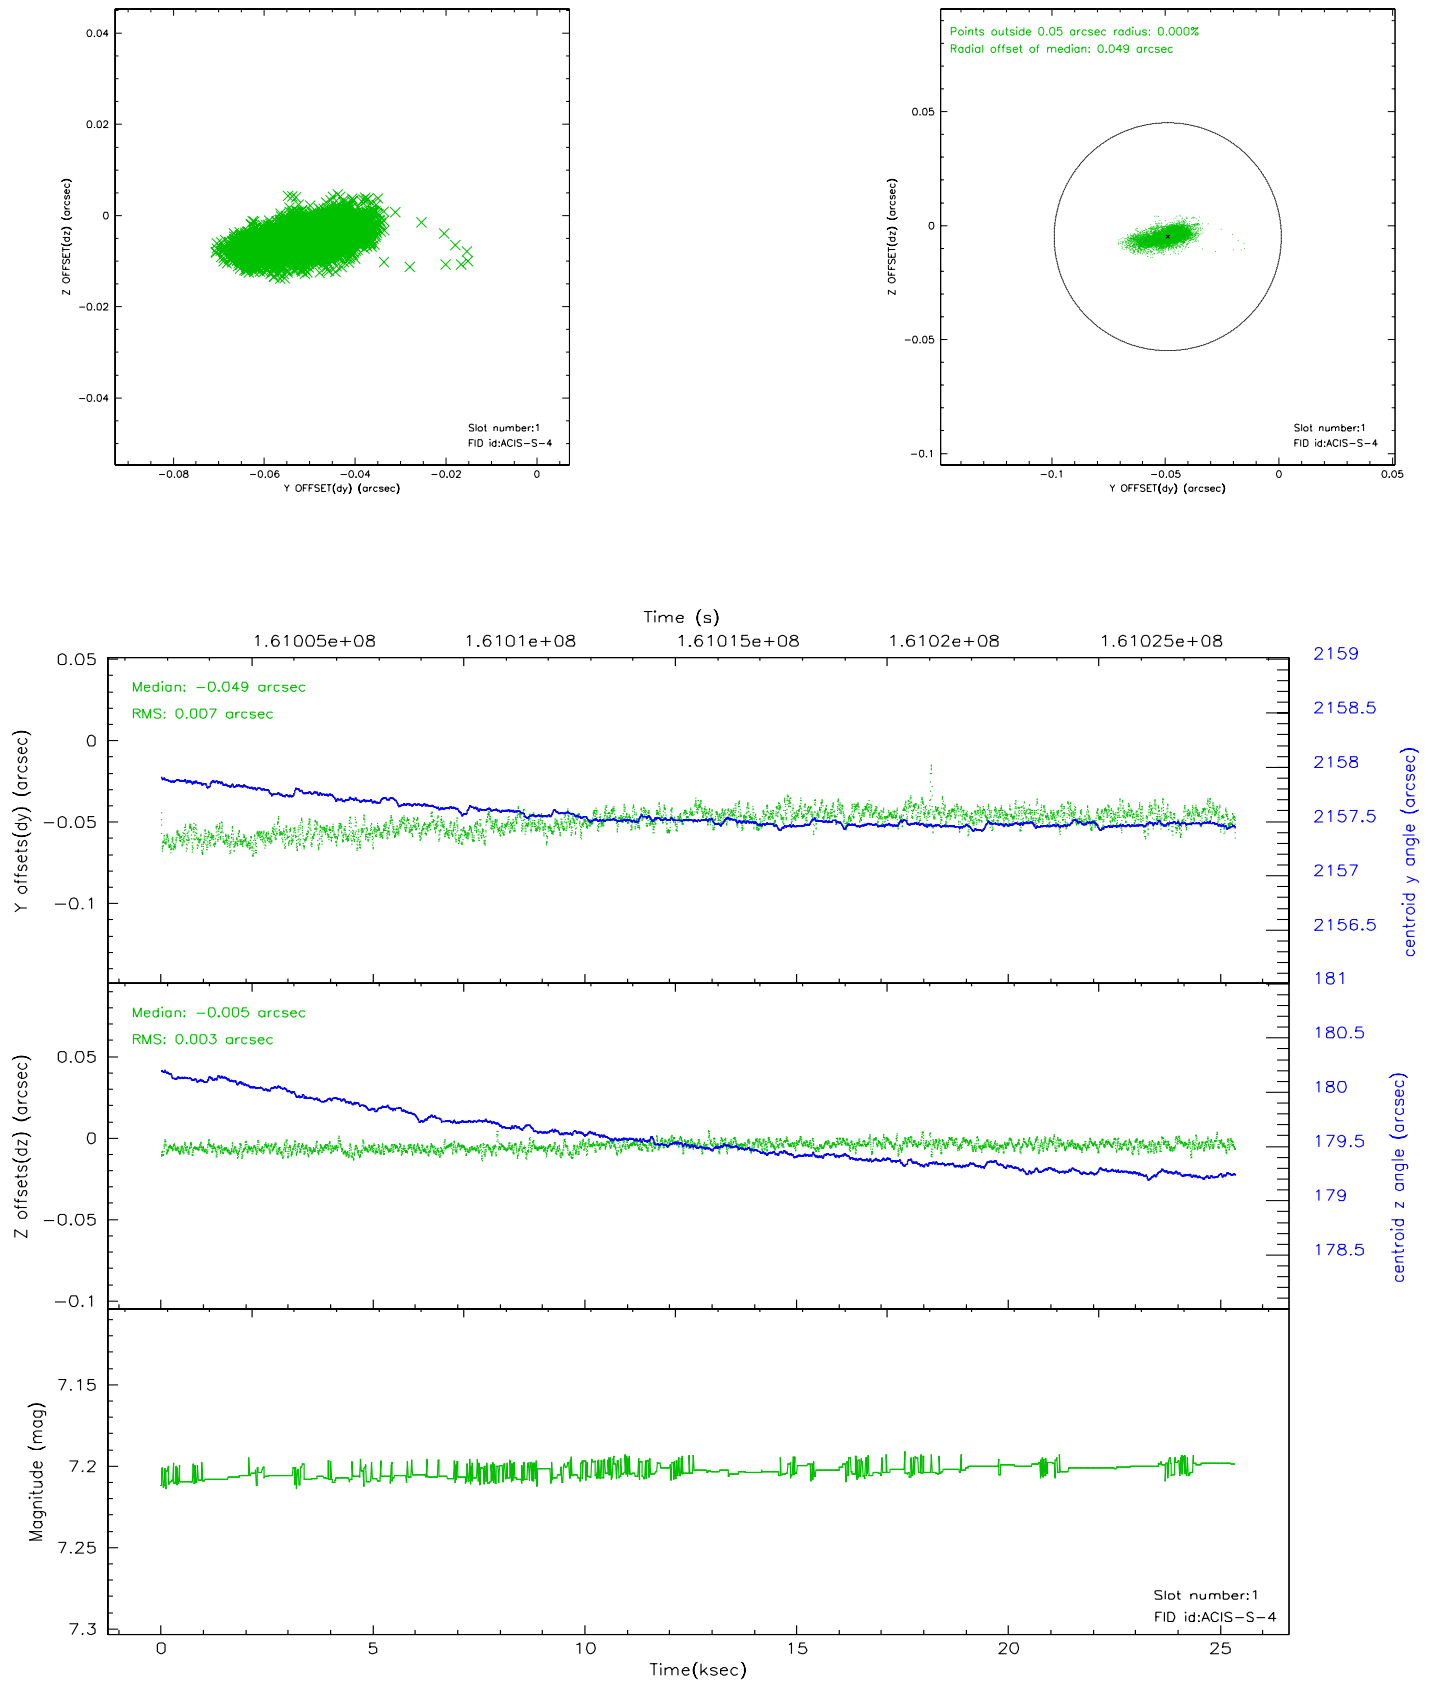 0.04
0.02
0
−0.02
−0.04
Z OFFSET(dz) (arcsec)
Slot number:1
FID id:ACIS−S−4
−0.08
−0.06
−0.04
−0.02
0
Y OFFSET(dy) (arcsec)
Points outside 0.05 arcsec radius: 0.000%
Radial offset of median: 0.049 arcsec
0.05
0
−0.05
−0.1
Z OFFSET(dz) (arcsec)
Slot number:1
FID id:ACIS−S−4
−0.1
−0.05
0
0.05
Y OFFSET(dy) (arcsec)
Time (s)
1.61005e+08
1.6101e+08
1.61015e+08
1.6102e+08
1.61025e+08
0.05
0
−0.05
−0.1
Y offsets(dy) (arcsec)
Median: −0.049 arcsec
RMS: 0.007 arcsec
2159
2158.5
2158
2157.5
2157
2156.5
centroid y angle (arcsec)
181
180.5
180
179.5
179
178.5
centroid z angle (arcsec)
Median: −0.005 arcsec
RMS: 0.003 arcsec
0.05
0
−0.05
−0.1
Z offsets(dz) (arcsec)
7.15
7.2
7.25
7.3
Magnitude (mag)
Slot number:1
FID id:ACIS−S−4
0
5
10
15
20
25
Time(ksec)